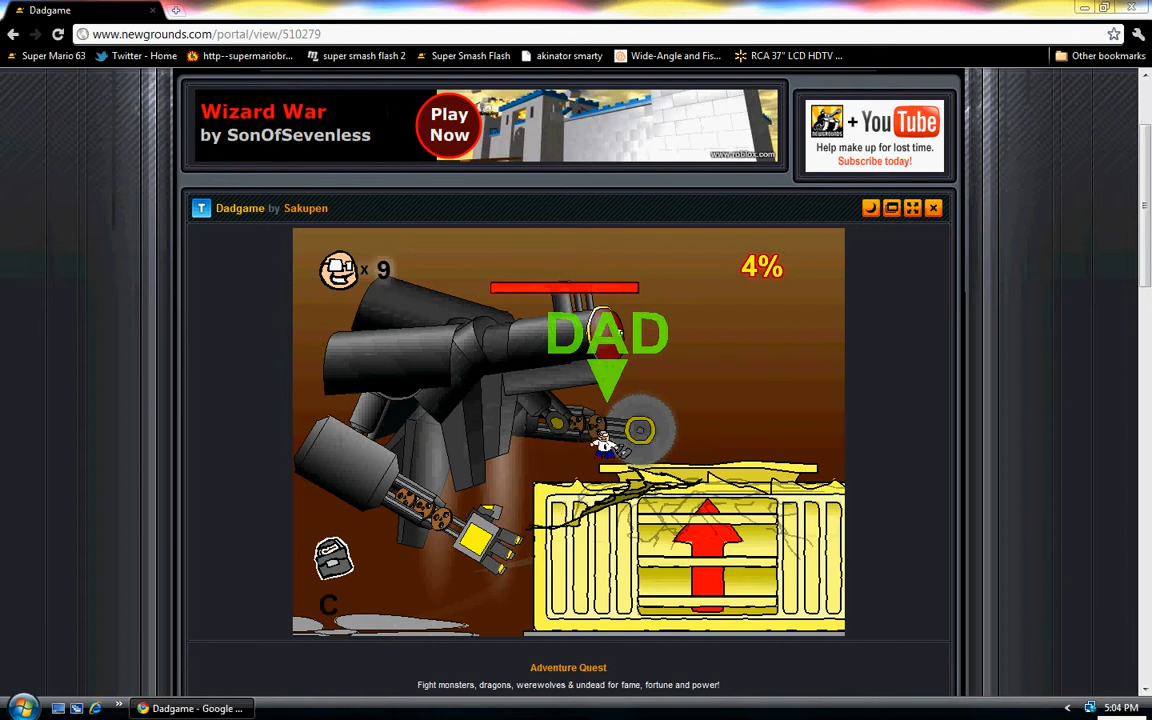 Dadgame
www.newgrounds.com/portal/view/510279
Super Mario 63
Twitter - Home
http--supermariobr...
super smash flash 2
Super Smash Flash
akinator smarty
Wide-Angle and Fis...
RCA 37" LCD HDTV ...
Other bookmarks
Wizard War
by SonOfSevenless
Play
Now
www.roblox.com
+ You Tube
Help make up for lost time.
Subscribe today!
T
Dadgame by Sakupen
x 9
4%
DAD
C
Adventure Quest
Fight monsters, dragons, werewolves & undead for fame, fortune and power!
Dadgame - Google ...
5:04 PM